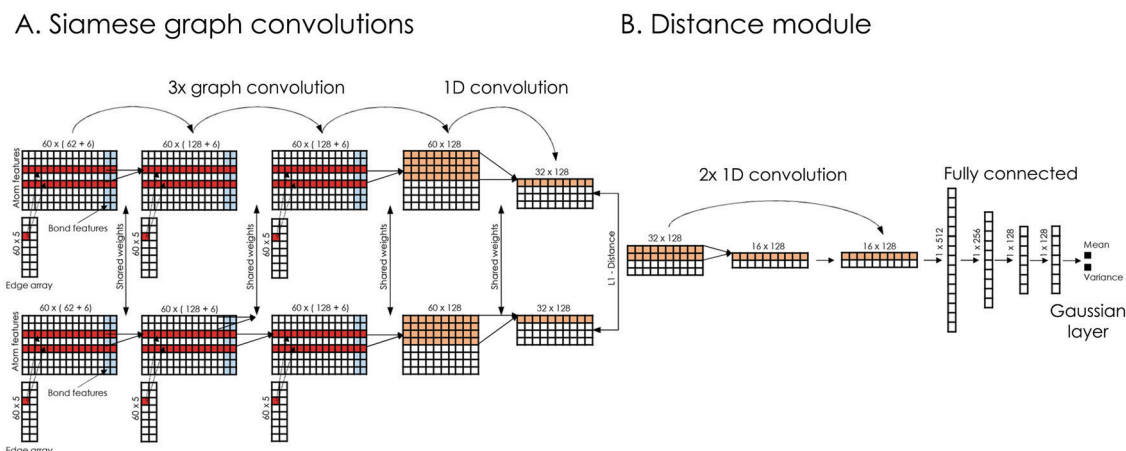 A. Siamese graph convolutions
B. Distance module
3x graph convolution
1D convolution
60 x ( 62 + 6)
60 x ( 128 + 6)
60 x ( 128 + 6)
60 x 128
32 x 128
Atom features
Bond features
60 x 5
60 x 5
60 x 5
Edge array
Shared weights
Shared weights
Shared weights
Shared weights
L1 - Distance
60 x ( 62 + 6)
60 x ( 128 + 6)
60 x ( 128 + 6)
60 x 128
32 x 128
Atom features
Bond features
60 x 5
60 x 5
60 x 5
Edge array
2x 1D convolution
Fully connected
32 x 128
16 x 128
16 x 128
1 x 512
1 x 256
1 x 128
1 x 128
Mean
Variance
Gaussian
layer